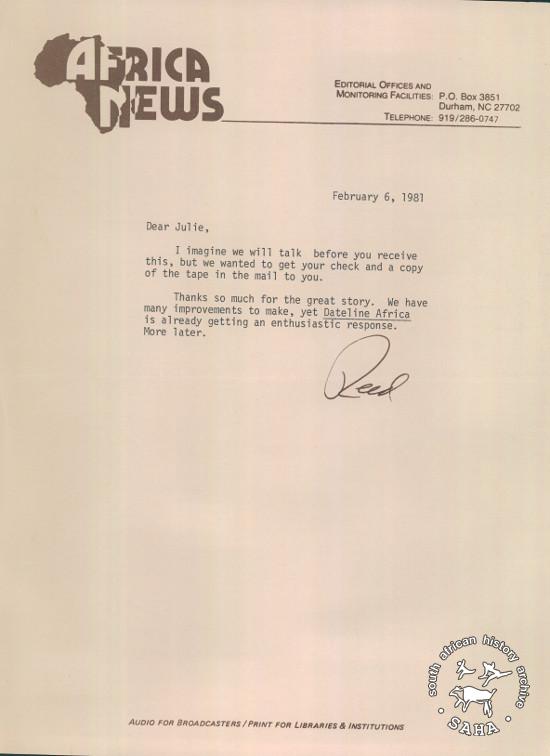 AFRICA
NEWS
EDITORIAL OFFICES AND
MONITORING FACILITIES: P.O. Box 3851
Durham, NC 27702
TELEPHONE: 919/286-0747
February 6, 1981
Dear Julie,
I imagine we will talk before you receive
this, but we wanted to get your check and a copy
of the tape in the mail to you.
Thanks so much for the great story. We have
many improvements to make, yet Dateline Africa
is already getting an enthusiastic response.
More later.
Reed
south african history archive
• SAHA •
AUDIO FOR BROADCASTERS / PRINT FOR LIBRARIES & INSTITUTIONS